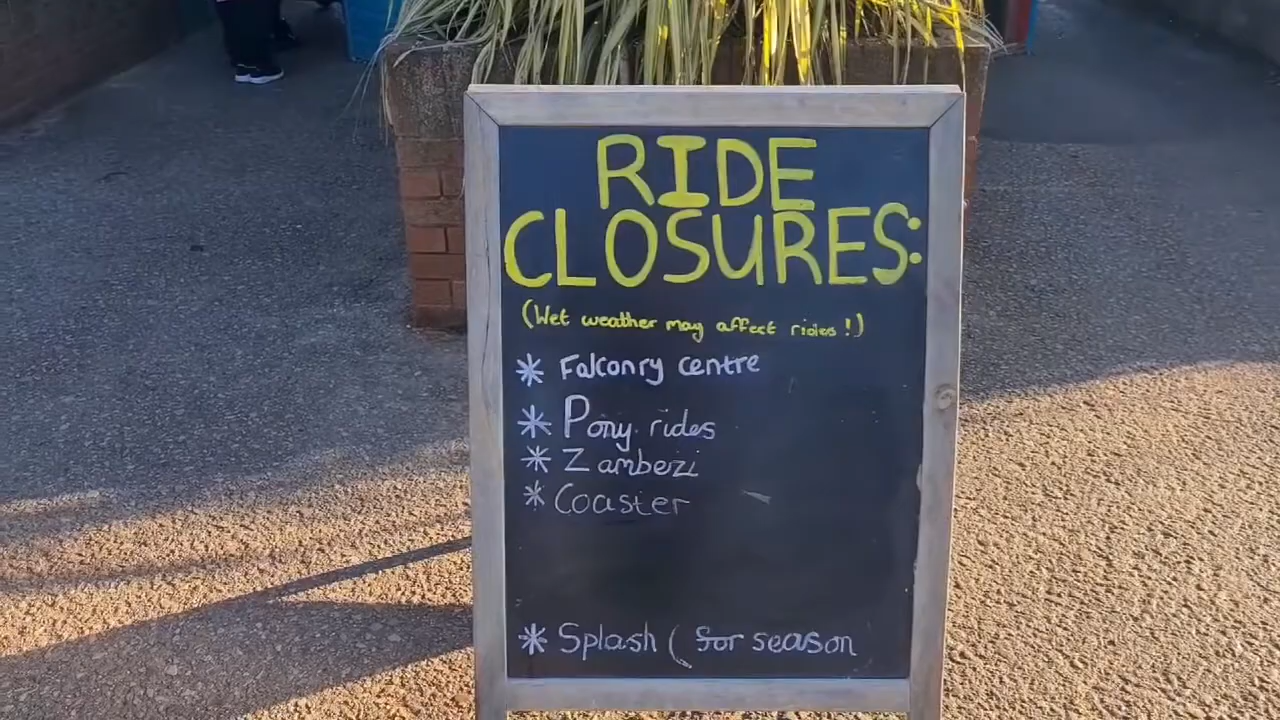 RIDE
CLOSURES:
(Wet weather may affect rides!)
* Falconry centre
* Pony rides
* Zambezi
* Coaster
* Splash (for season